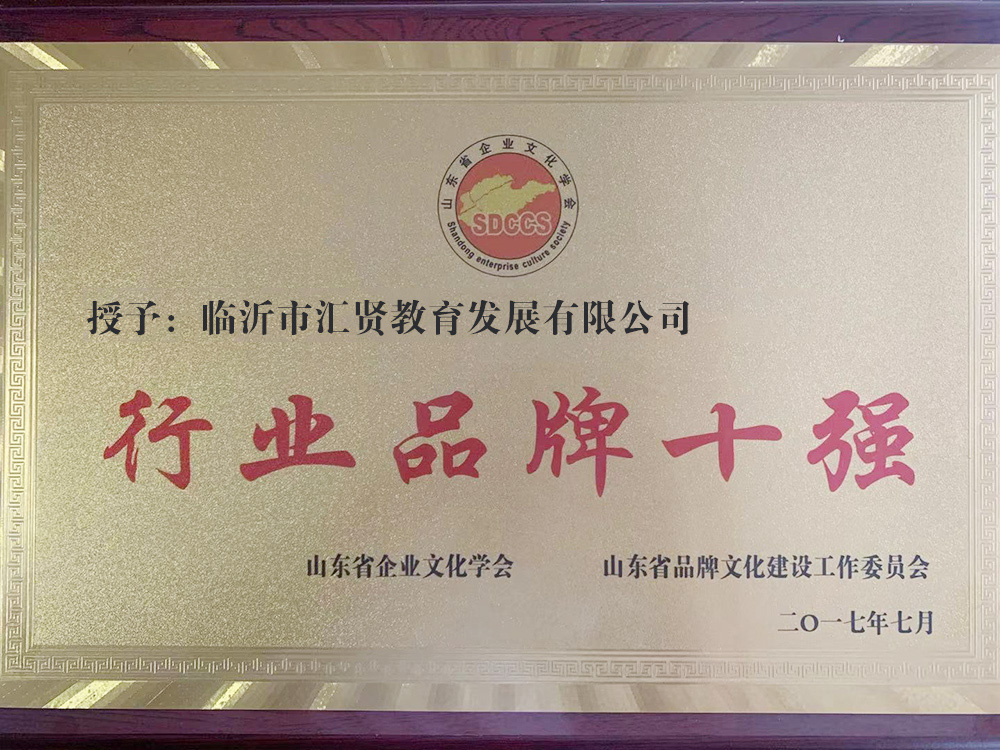 山东省企业文化学会
SDCCS
Shandong enterprise culture society
授予：临沂市汇贤教育发展有限公司
行业品牌十强
山东省企业文化学会 山东省品牌文化建设工作委员会
二〇一七年七月